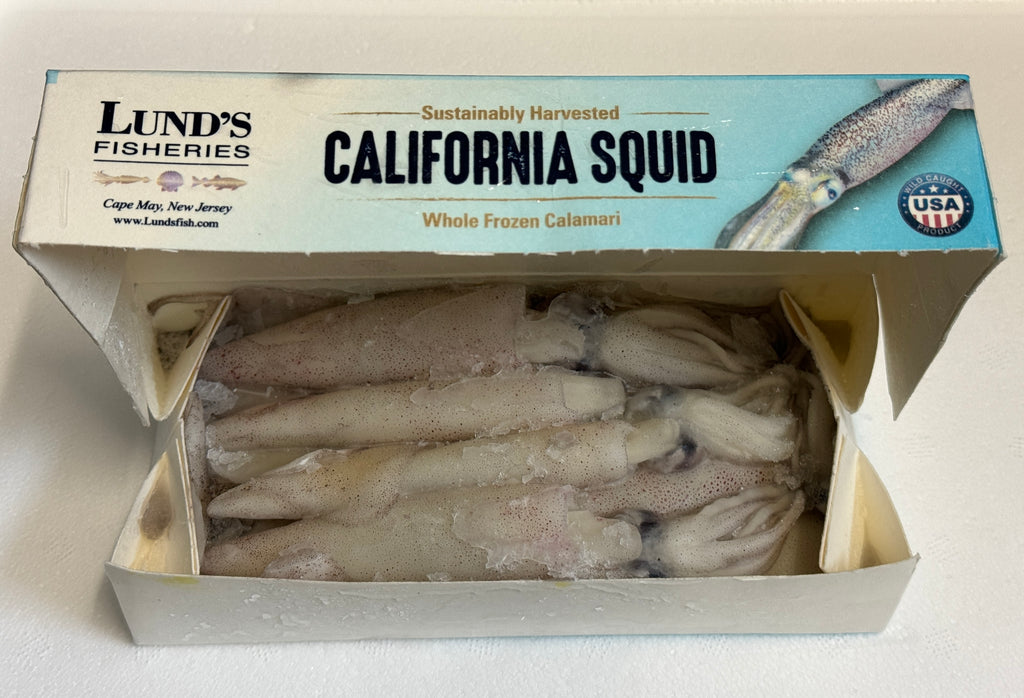 LUND'S
FISHERIES
Cape May, New Jersey
www.Lundsfish.com
Sustainably Harvested
CALIFORNIA SQUID
Whole Frozen Calamari
WILD CAUGHT
USA
PRODUCT